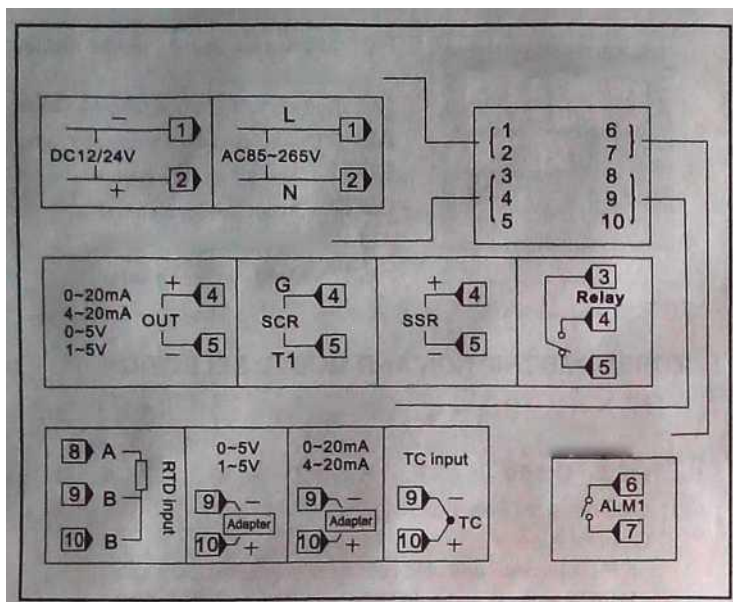 − 1
DC12/24V
+ 2
L 1
AC85~265V
N 2
1 6
2 7
3 8
4 9
5 10
0~20mA
4~20mA
0~5V
1~5V
OUT
+ 4
− 5
G 4
SCR
T1 5
+ 4
SSR
− 5
3
Relay
4
5
8 A
9 B
10 B
RTD Input
0~5V
1~5V
9 −
Adapter
10 +
0~20mA
4~20mA
9 −
Adapter
10 +
TC input
9 −
TC
10 +
6
ALM1
7